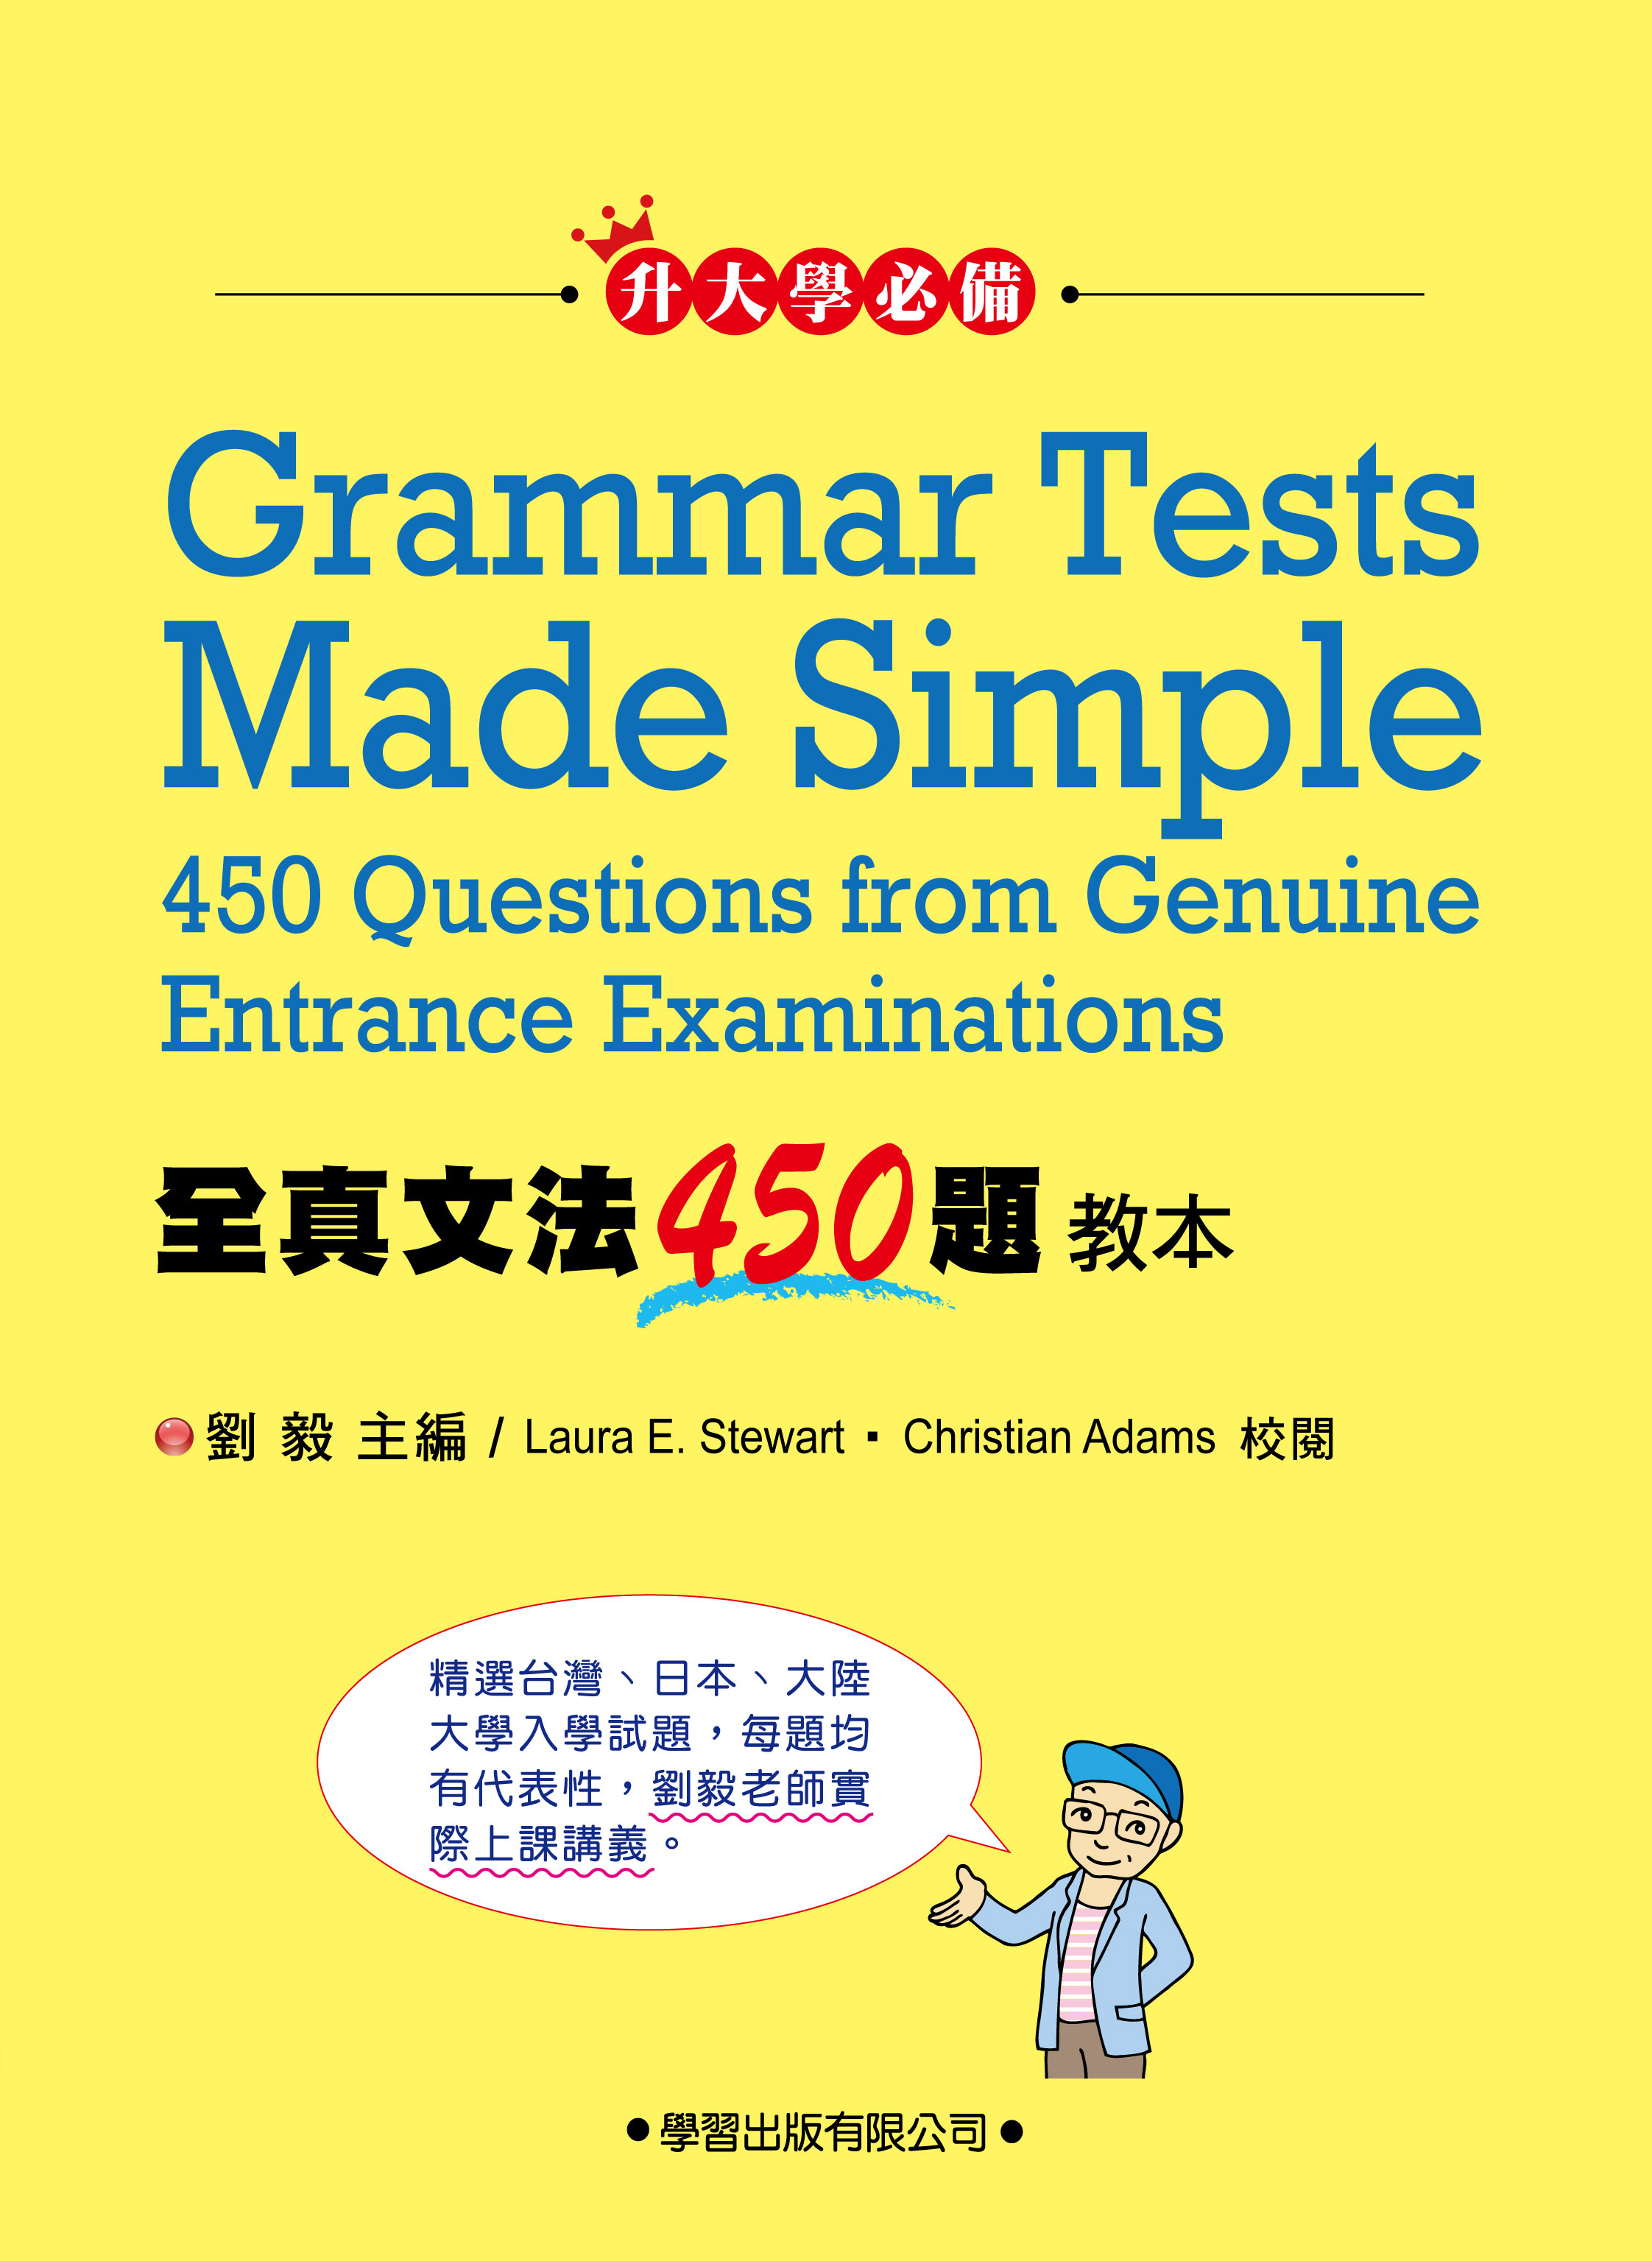 升大學必備
Grammar Tests
Made Simple
450 Questions from Genuine
Entrance Examinations
全真文法450題 教本
劉 毅 主編 / Laura E. Stewart ▪ Christian Adams 校閱
精選台灣、日本、大陸
大學入學試題，每題均
有代表性，劉毅老師實
際上課講義。
• 學習出版有限公司 •